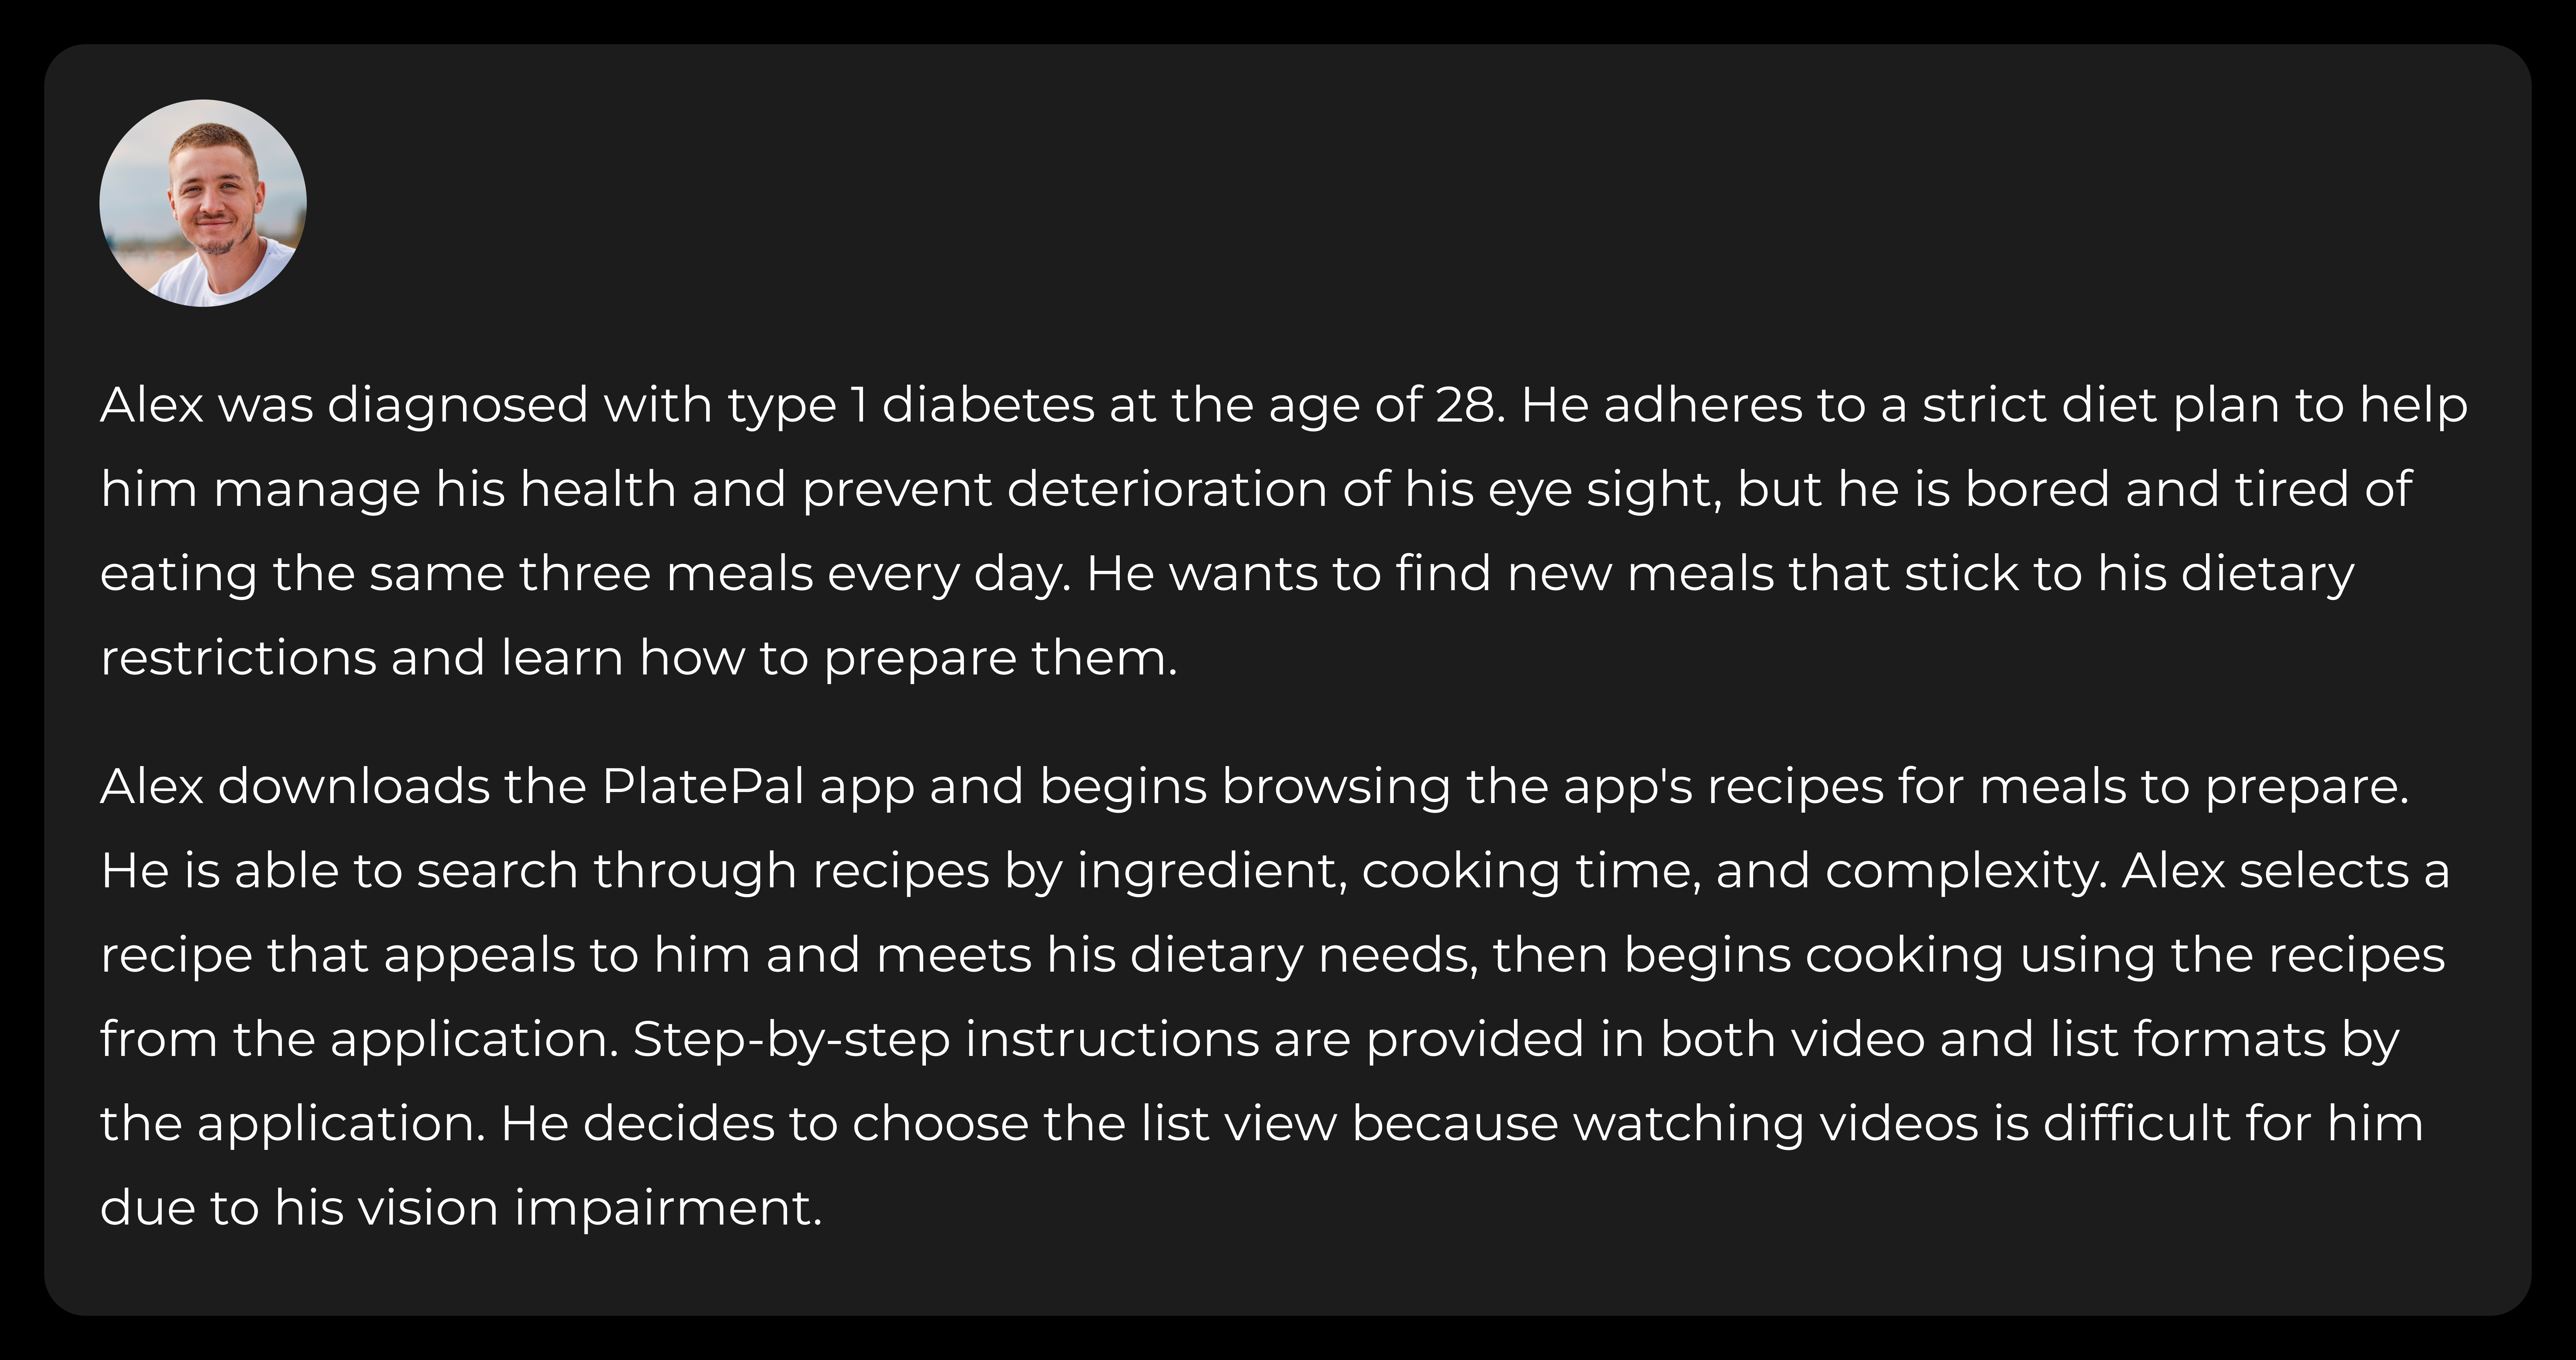 Alex was diagnosed with type 1 diabetes at the age of 28. He adheres to a strict diet plan to help
him manage his health and prevent deterioration of his eye sight, but he is bored and tired of
eating the same three meals every day. He wants to find new meals that stick to his dietary
restrictions and learn how to prepare them.
Alex downloads the PlatePal app and begins browsing the app's recipes for meals to prepare.
He is able to search through recipes by ingredient, cooking time, and complexity. Alex selects a
recipe that appeals to him and meets his dietary needs, then begins cooking using the recipes
from the application. Step-by-step instructions are provided in both video and list formats by
the application. He decides to choose the list view because watching videos is difficult for him
due to his vision impairment.